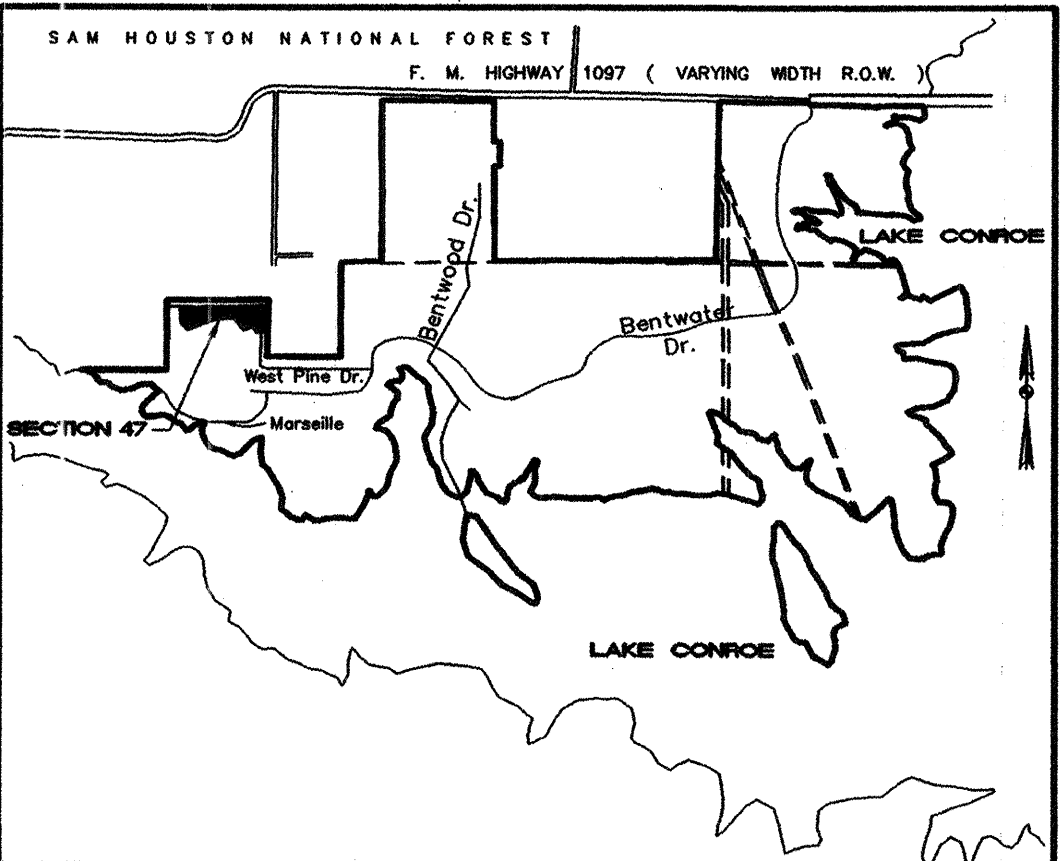 SAM HOUSTON NATIONAL FOREST
F. M. HIGHWAY 1097 ( VARYING WIDTH R.O.W. )
LAKE CONROE
Bentwood Dr.
Bentwater
Dr.
West Pine Dr.
Marseille
SECTION 47
LAKE CONROE